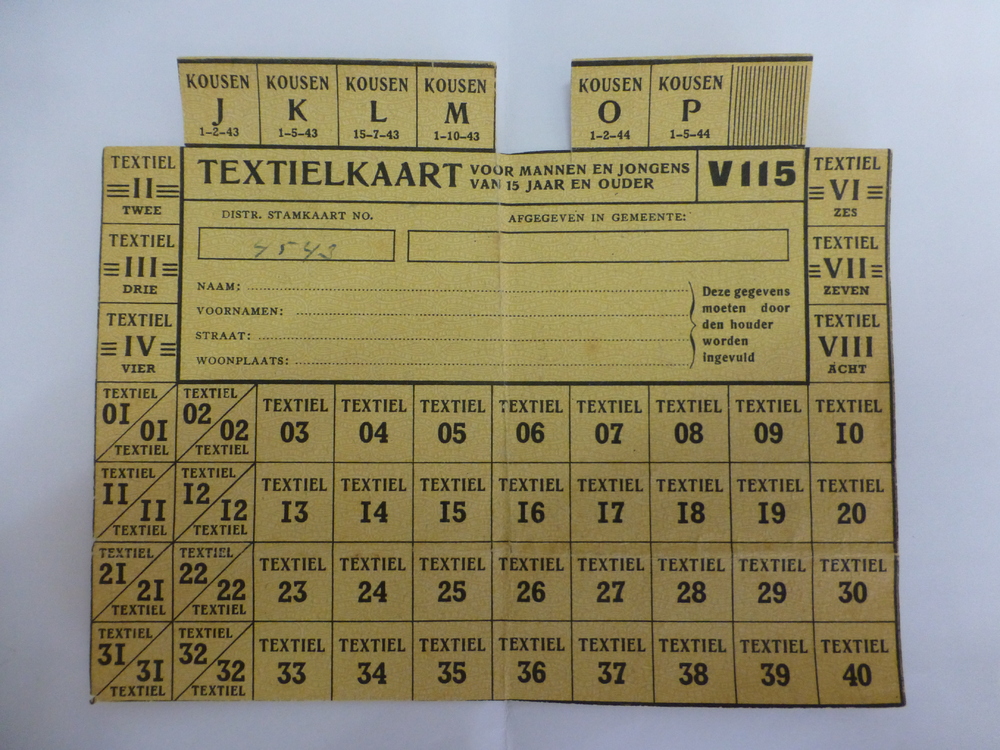 KOUSEN KOUSEN KOUSEN KOUSEN KOUSEN KOUSEN
J K L M O P
1-2-43 1-5-43 15-7-43 1-10-43 1-2-44 1-5-44
TEXTIEL
II
TWEE
TEXTIEL
III
DRIE
TEXTIEL
IV
VIER
TEXTIELKAART VOOR MANNEN EN JONGENS
VAN 15 JAAR EN OUDER
V115
DISTR. STAMKAART NO. AFGEGEVEN IN GEMEENTE:
4543
NAAM:
VOORNAMEN:
STRAAT:
WOONPLAATS:
Deze gegevens
moeten door
den houder
worden
ingevuld
TEXTIEL
VI
ZES
TEXTIEL
VII
ZEVEN
TEXTIEL
VIII
ACHT
TEXTIEL TEXTIEL TEXTIEL TEXTIEL TEXTIEL TEXTIEL TEXTIEL TEXTIEL TEXTIEL TEXTIEL
01 01 02 02 03 04 05 06 07 08 09 10
TEXTIEL TEXTIEL
TEXTIEL TEXTIEL TEXTIEL TEXTIEL TEXTIEL TEXTIEL TEXTIEL TEXTIEL TEXTIEL TEXTIEL
11 11 12 12 13 14 15 16 17 18 19 20
TEXTIEL TEXTIEL
TEXTIEL TEXTIEL TEXTIEL TEXTIEL TEXTIEL TEXTIEL TEXTIEL TEXTIEL TEXTIEL TEXTIEL
21 21 22 22 23 24 25 26 27 28 29 30
TEXTIEL TEXTIEL
TEXTIEL TEXTIEL TEXTIEL TEXTIEL TEXTIEL TEXTIEL TEXTIEL TEXTIEL TEXTIEL TEXTIEL
31 31 32 32 33 34 35 36 37 38 39 40
TEXTIEL TEXTIEL